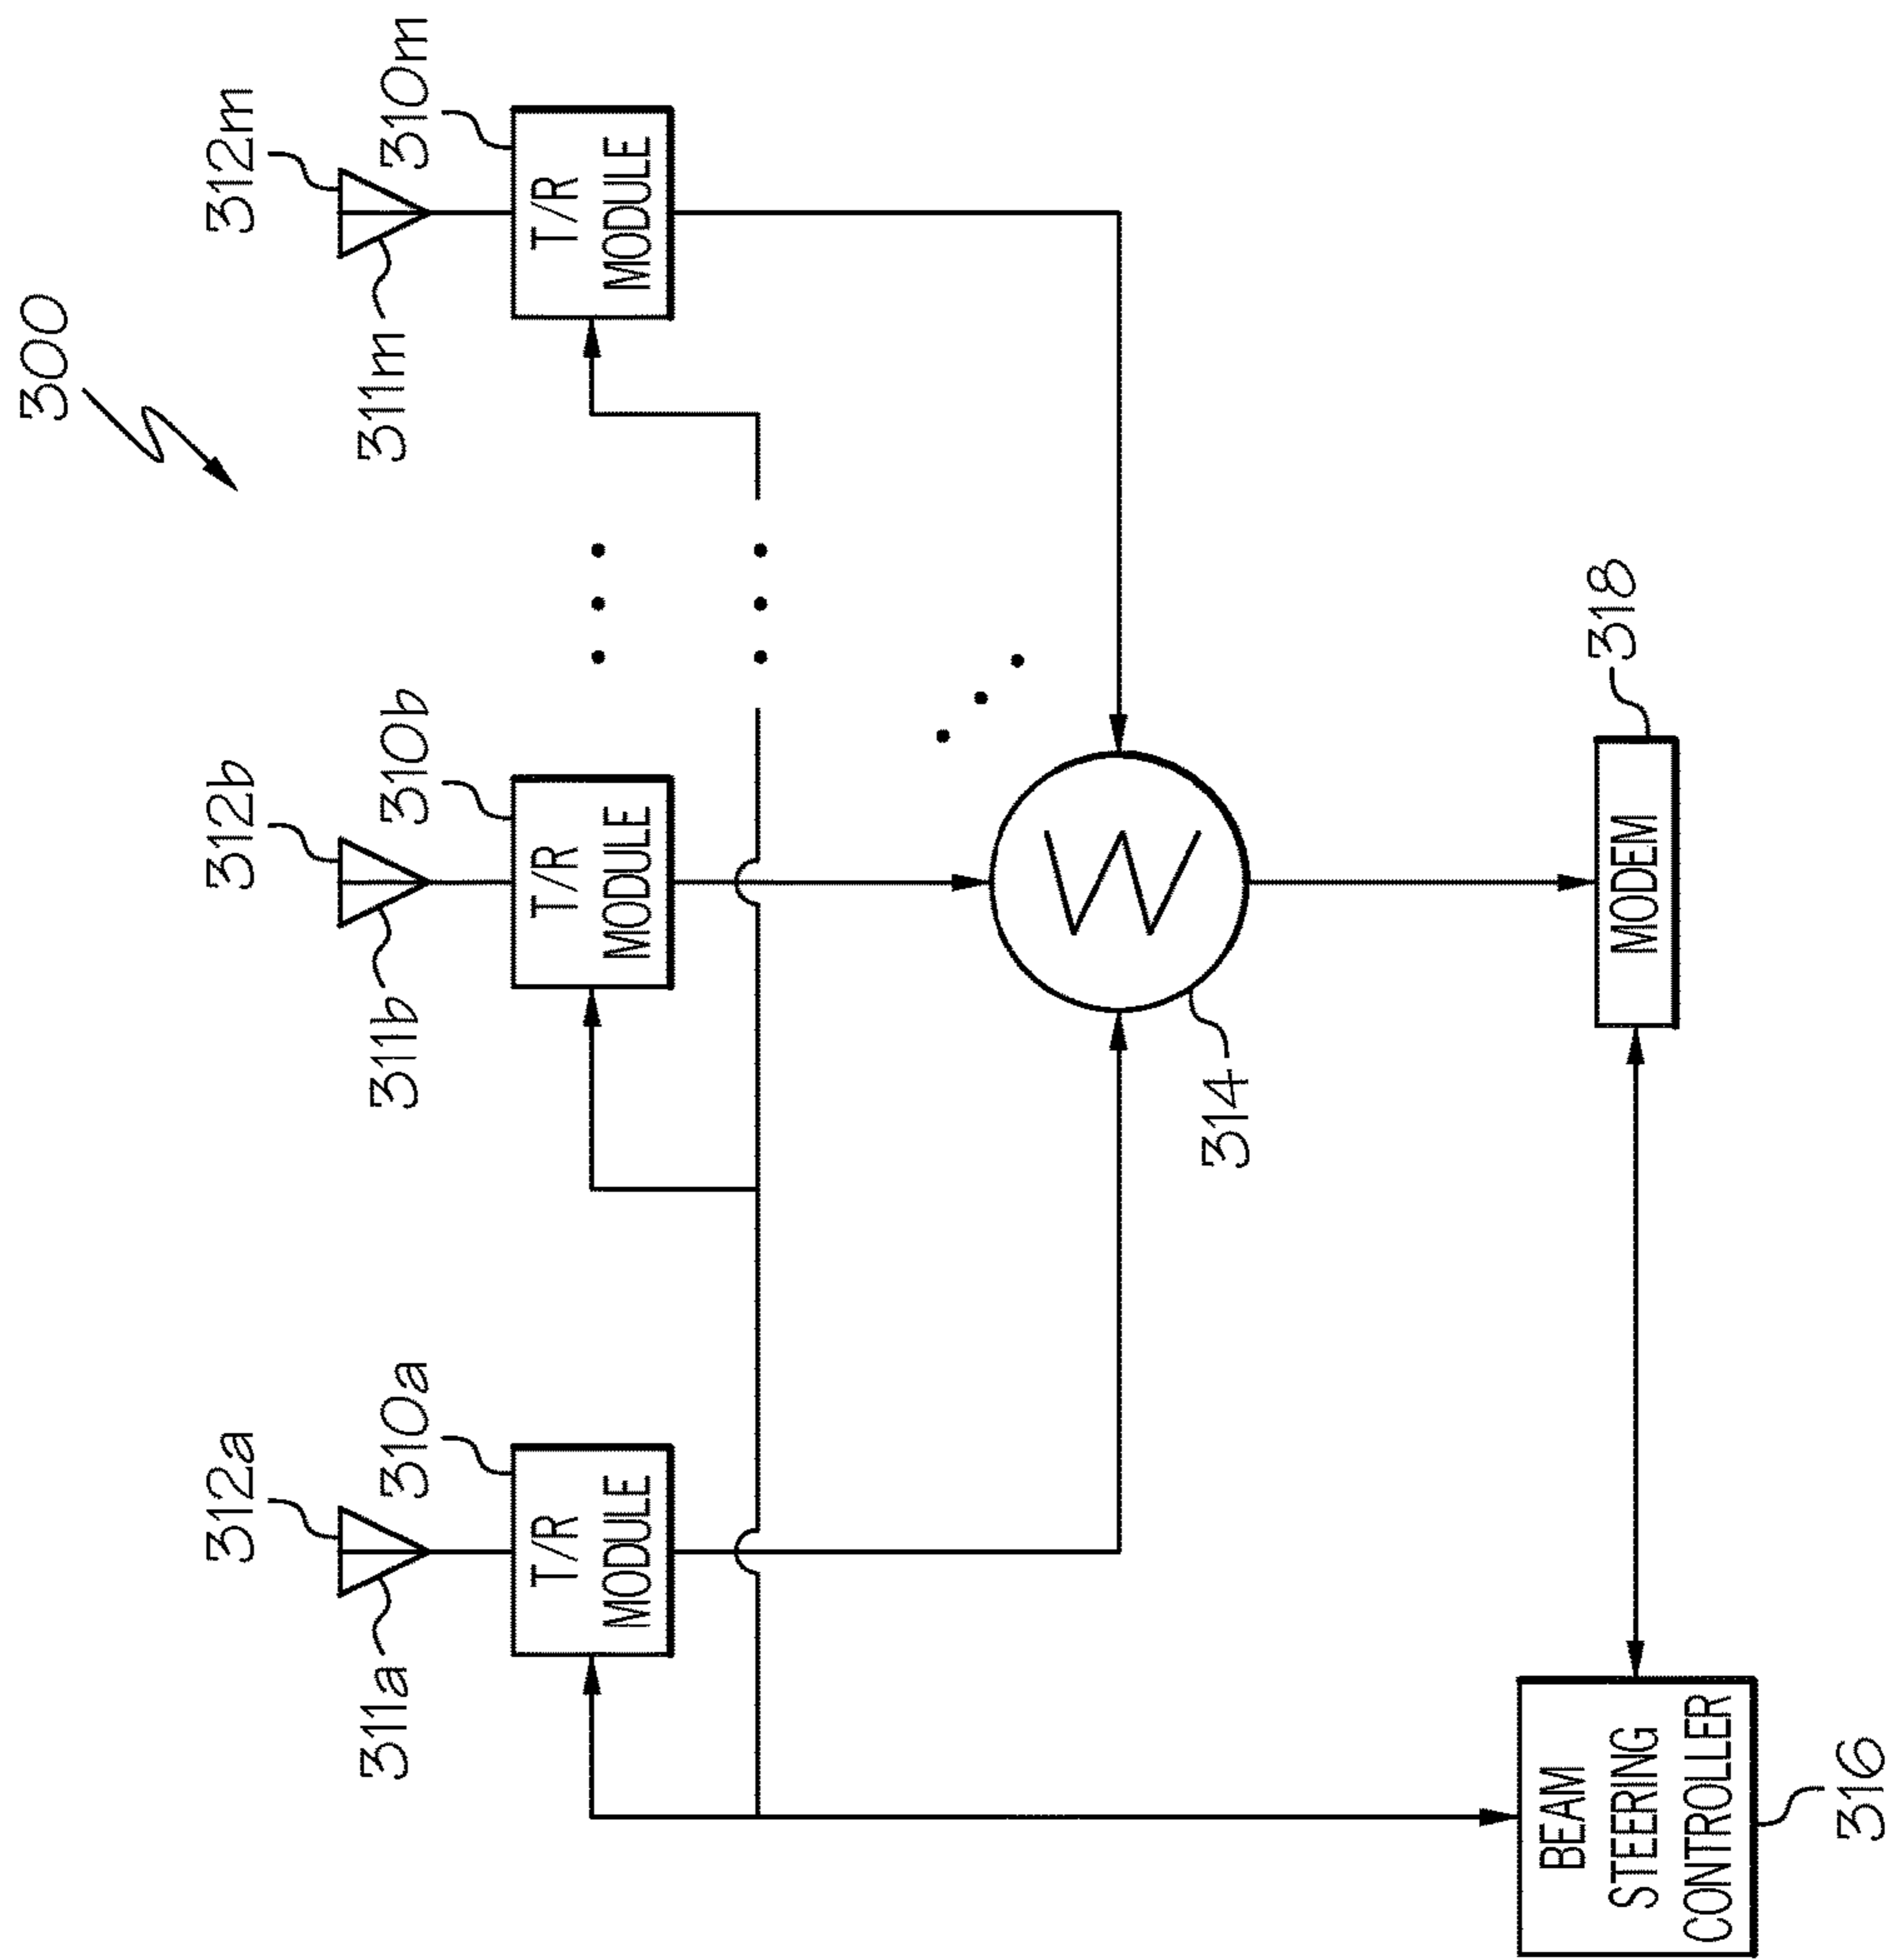 300
312a
312b
312m
311a
310a
311b
310b
311m
310m
T/R
MODULE
T/R
MODULE
T/R
MODULE
Σ
314
BEAM
STEERING
CONTROLLER
316
MODEM
318